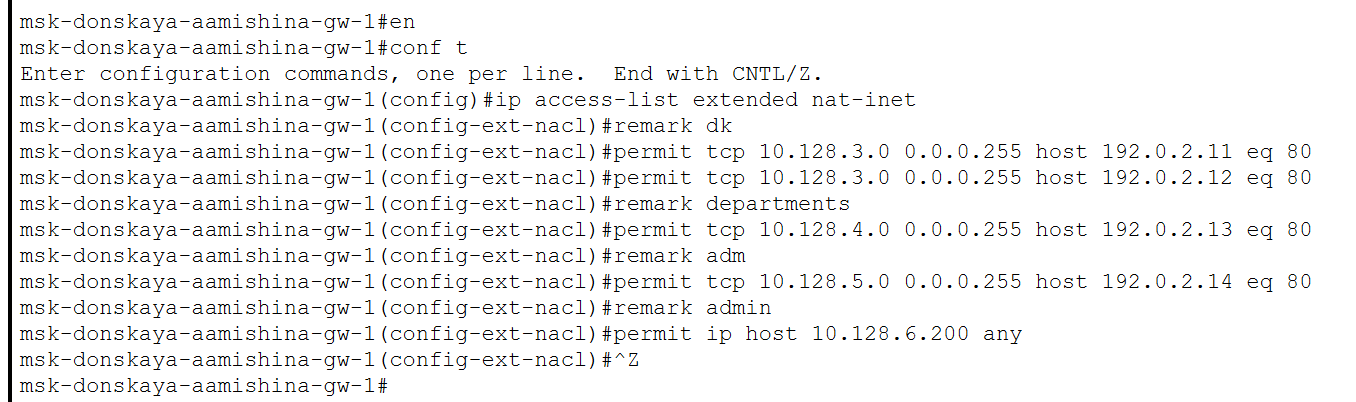 msk-donskaya-aamishina-gw-1#en
msk-donskaya-aamishina-gw-1#conf t
Enter configuration commands, one per line.  End with CNTL/Z.
msk-donskaya-aamishina-gw-1(config)#ip access-list extended nat-inet
msk-donskaya-aamishina-gw-1(config-ext-nacl)#remark dk
msk-donskaya-aamishina-gw-1(config-ext-nacl)#permit tcp 10.128.3.0 0.0.0.255 host 192.0.2.11 eq 80
msk-donskaya-aamishina-gw-1(config-ext-nacl)#permit tcp 10.128.3.0 0.0.0.255 host 192.0.2.12 eq 80
msk-donskaya-aamishina-gw-1(config-ext-nacl)#remark departments
msk-donskaya-aamishina-gw-1(config-ext-nacl)#permit tcp 10.128.4.0 0.0.0.255 host 192.0.2.13 eq 80
msk-donskaya-aamishina-gw-1(config-ext-nacl)#remark adm
msk-donskaya-aamishina-gw-1(config-ext-nacl)#permit tcp 10.128.5.0 0.0.0.255 host 192.0.2.14 eq 80
msk-donskaya-aamishina-gw-1(config-ext-nacl)#remark admin
msk-donskaya-aamishina-gw-1(config-ext-nacl)#permit ip host 10.128.6.200 any
msk-donskaya-aamishina-gw-1(config-ext-nacl)#^Z
msk-donskaya-aamishina-gw-1#